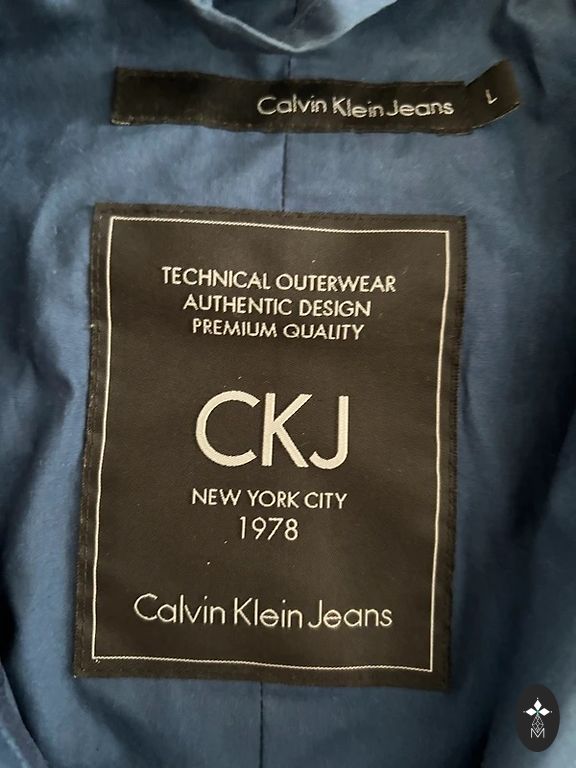 Calvin Klein Jeans
L
TECHNICAL OUTERWEAR
AUTHENTIC DESIGN
PREMIUM QUALITY
CKJ
NEW YORK CITY
1978
Calvin Klein Jeans
M